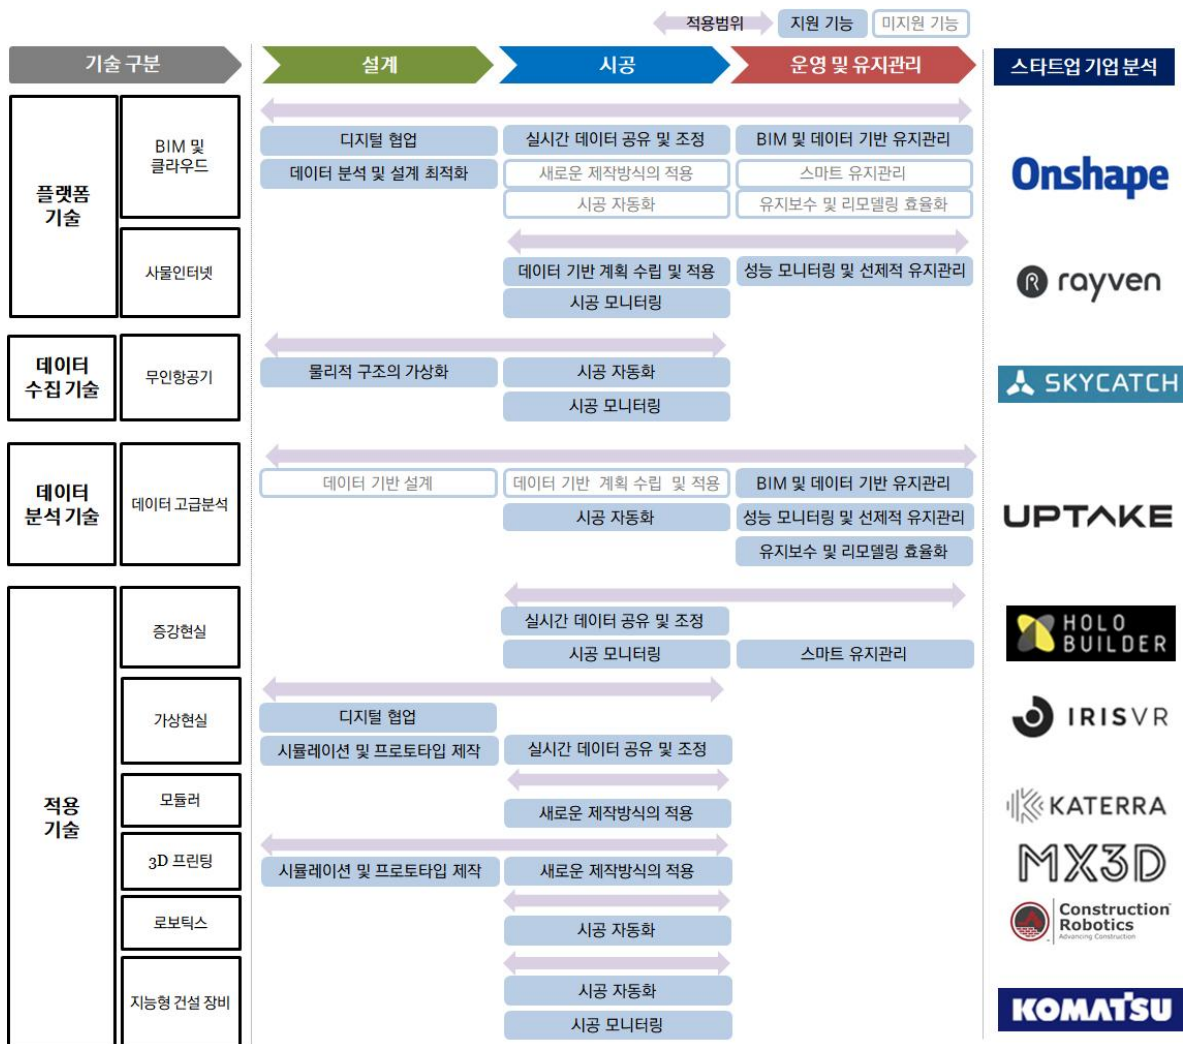 적용범위 지원 기능 미지원 기능
기술 구분 설계 시공 운영 및 유지관리 스타트업 기업 분석
플랫폼
기술
BIM 및
클라우드
디지털 협업 실시간 데이터 공유 및 조정 BIM 및 데이터 기반 유지관리
데이터 분석 및 설계 최적화 새로운 제작방식의 적용 스마트 유지관리
시공 자동화 유지보수 및 리모델링 효율화
Onshape
사물인터넷
데이터 기반 계획 수립 및 적용 성능 모니터링 및 선제적 유지관리
시공 모니터링
R rayven
데이터
수집 기술
무인항공기
물리적 구조의 가상화 시공 자동화
시공 모니터링
SKYCATCH
데이터
분석 기술
데이터 고급분석
데이터 기반 설계 데이터 기반 계획 수립 및 적용 BIM 및 데이터 기반 유지관리
시공 자동화 성능 모니터링 및 선제적 유지관리
유지보수 및 리모델링 효율화
UPTAKE
적용
기술
증강현실
실시간 데이터 공유 및 조정
시공 모니터링 스마트 유지관리
HOLO
BUILDER
가상현실
디지털 협업
시뮬레이션 및 프로토타입 제작 실시간 데이터 공유 및 조정
IRISVR
모듈러
새로운 제작방식의 적용
KATERRA
3D 프린팅
시뮬레이션 및 프로토타입 제작 새로운 제작방식의 적용
MX3D
로보틱스
시공 자동화
Construction
Robotics
Advancing Construction
지능형 건설 장비
시공 자동화
시공 모니터링
KOMATSU